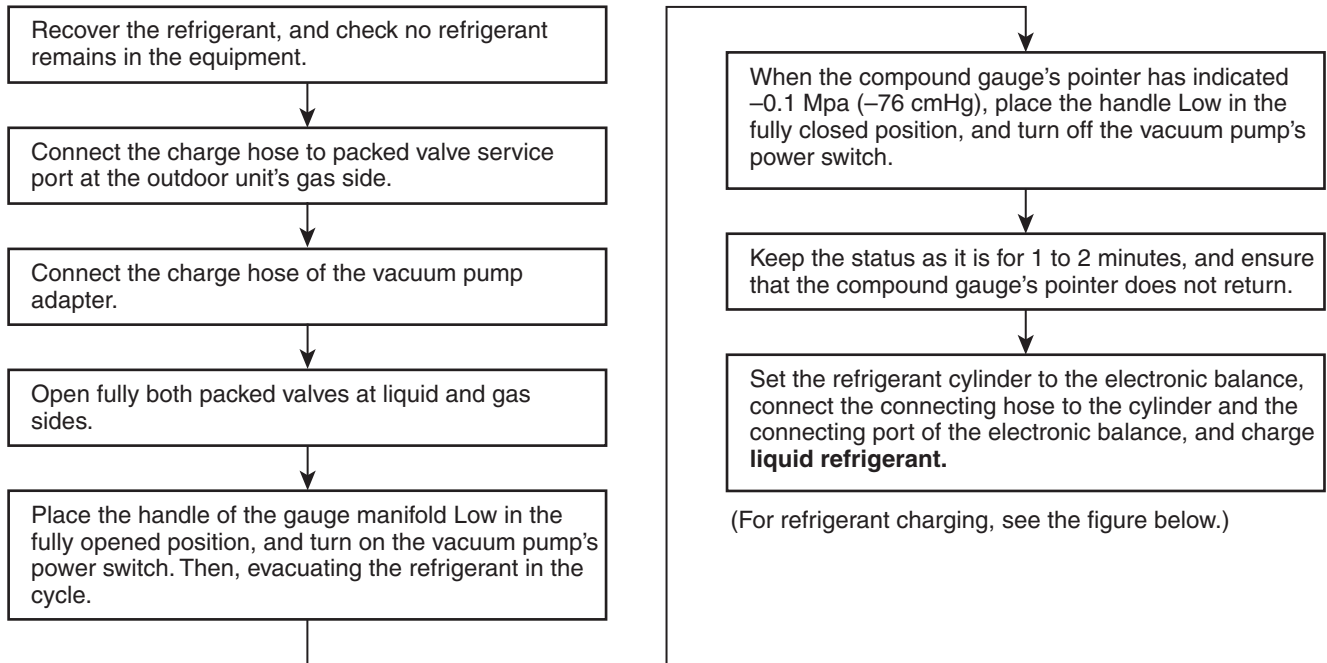 Recover the refrigerant, and check no refrigerant
remains in the equipment.
Connect the charge hose to packed valve service
port at the outdoor unit's gas side.
Connect the charge hose of the vacuum pump
adapter.
Open fully both packed valves at liquid and gas
sides.
Place the handle of the gauge manifold Low in the
fully opened position, and turn on the vacuum pump's
power switch. Then, evacuating the refrigerant in the
cycle.
When the compound gauge's pointer has indicated
–0.1 Mpa (–76 cmHg), place the handle Low in the
fully closed position, and turn off the vacuum pump's
power switch.
Keep the status as it is for 1 to 2 minutes, and ensure
that the compound gauge's pointer does not return.
Set the refrigerant cylinder to the electronic balance,
connect the connecting hose to the cylinder and the
connecting port of the electronic balance, and charge
liquid refrigerant.
(For refrigerant charging, see the figure below.)